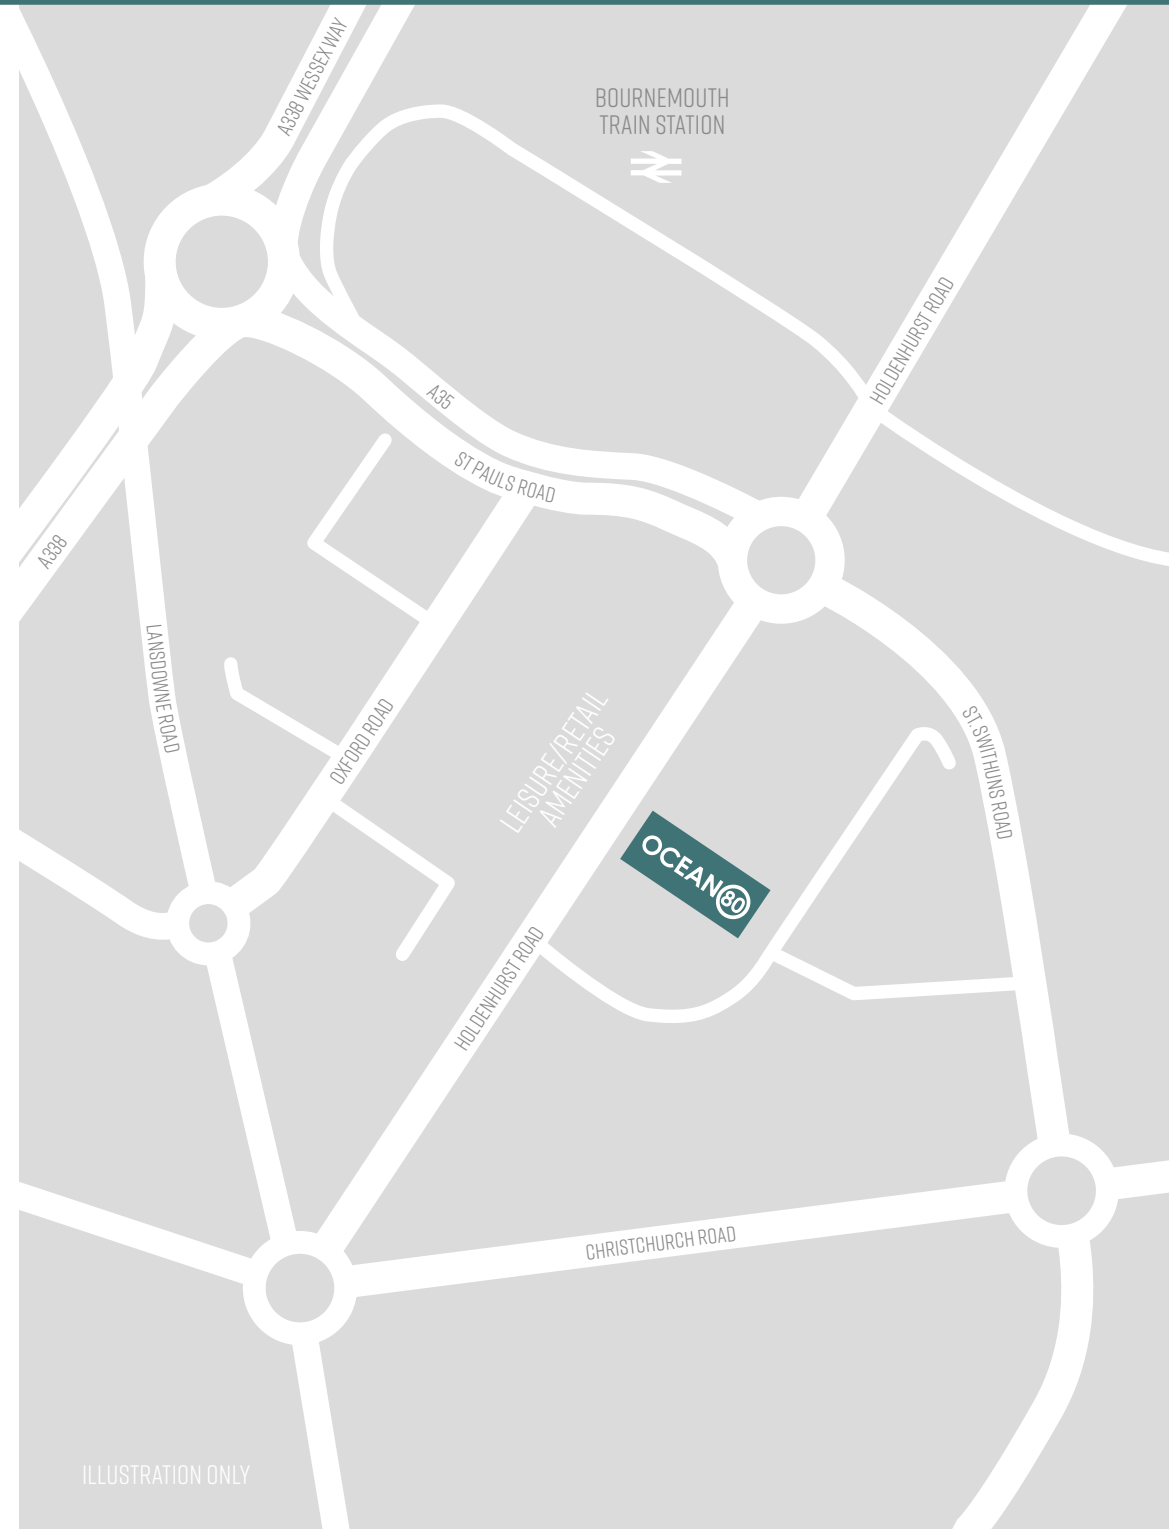 A338 WESSEX WAY
BOURNEMOUTH
TRAIN STATION
HOLDENHURST ROAD
A35
ST PAULS ROAD
A338
LANSDOWNE ROAD
OXFORD ROAD
LEISURE/RETAIL
AMENITIES
ST. SWITHUNS ROAD
OCEAN80
HOLDENHURST ROAD
CHRISTCHURCH ROAD
ILLUSTRATION ONLY